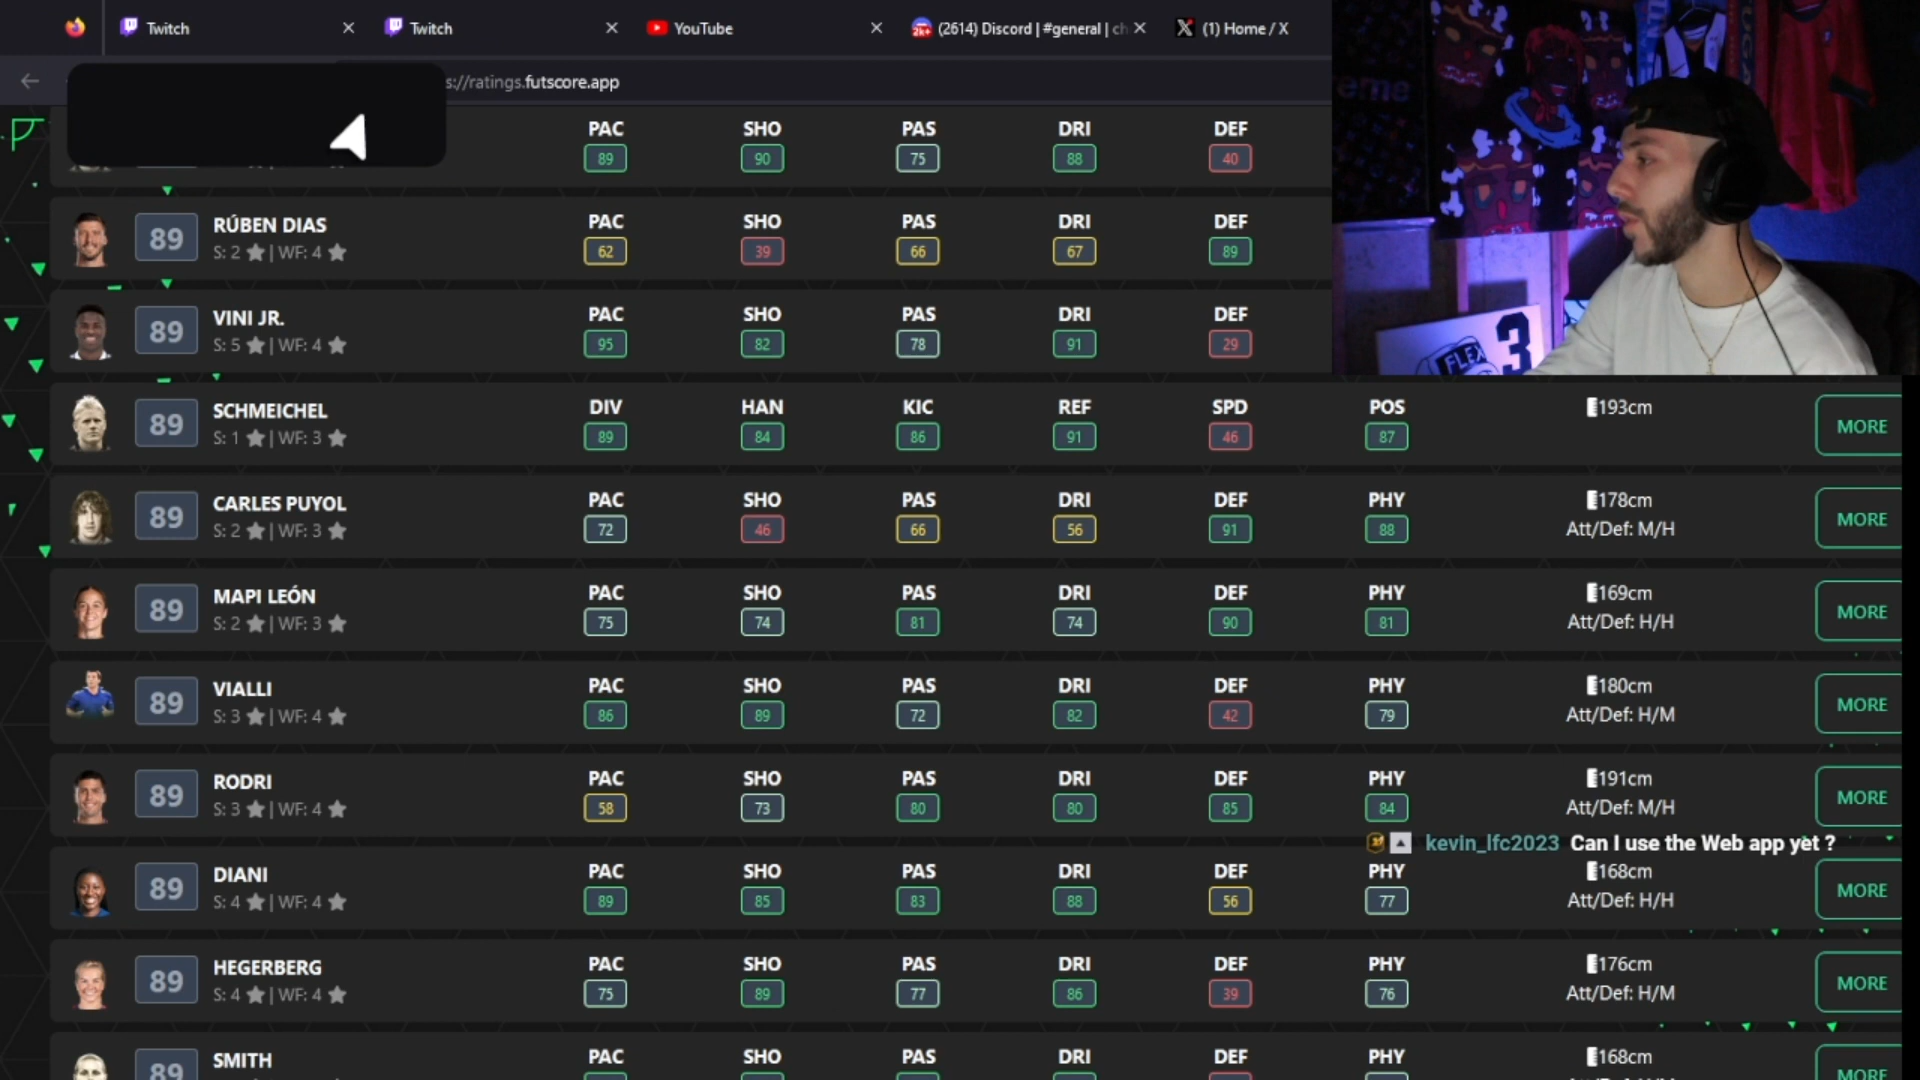 Twitch
Twitch
YouTube
(2614) Discord | #general | ch
(1) Home / X
s://ratings.futscore.app
PAC SHO PAS DRI DEF
89 90 75 88 40
89 RÚBEN DIAS PAC SHO PAS DRI DEF
S: 2 ★ | WF: 4 ★ 62 39 66 67 89
89 VINI JR. PAC SHO PAS DRI DEF
S: 5 ★ | WF: 4 ★ 95 82 78 91 29
89 SCHMEICHEL DIV HAN KIC REF SPD POS 193cm MORE
S: 1 ★ | WF: 3 ★ 89 84 86 91 46 87
89 CARLES PUYOL PAC SHO PAS DRI DEF PHY 178cm MORE
S: 2 ★ | WF: 3 ★ 72 46 66 56 91 88 Att/Def: M/H
89 MAPI LEÓN PAC SHO PAS DRI DEF PHY 169cm MORE
S: 2 ★ | WF: 3 ★ 75 74 81 74 90 81 Att/Def: H/H
89 VIALLI PAC SHO PAS DRI DEF PHY 180cm MORE
S: 3 ★ | WF: 4 ★ 86 89 72 82 42 79 Att/Def: H/M
89 RODRI PAC SHO PAS DRI DEF PHY 191cm MORE
S: 3 ★ | WF: 4 ★ 58 73 80 80 85 84 Att/Def: M/H
kevin_lfc2023 Can I use the Web app yet ?
89 DIANI PAC SHO PAS DRI DEF PHY 168cm MORE
S: 4 ★ | WF: 4 ★ 89 85 83 88 56 77 Att/Def: H/H
89 HEGERBERG PAC SHO PAS DRI DEF PHY 176cm MORE
S: 4 ★ | WF: 4 ★ 75 89 77 86 39 76 Att/Def: H/M
89 SMITH PAC SHO PAS DRI DEF PHY 168cm MORE
FLEX
3